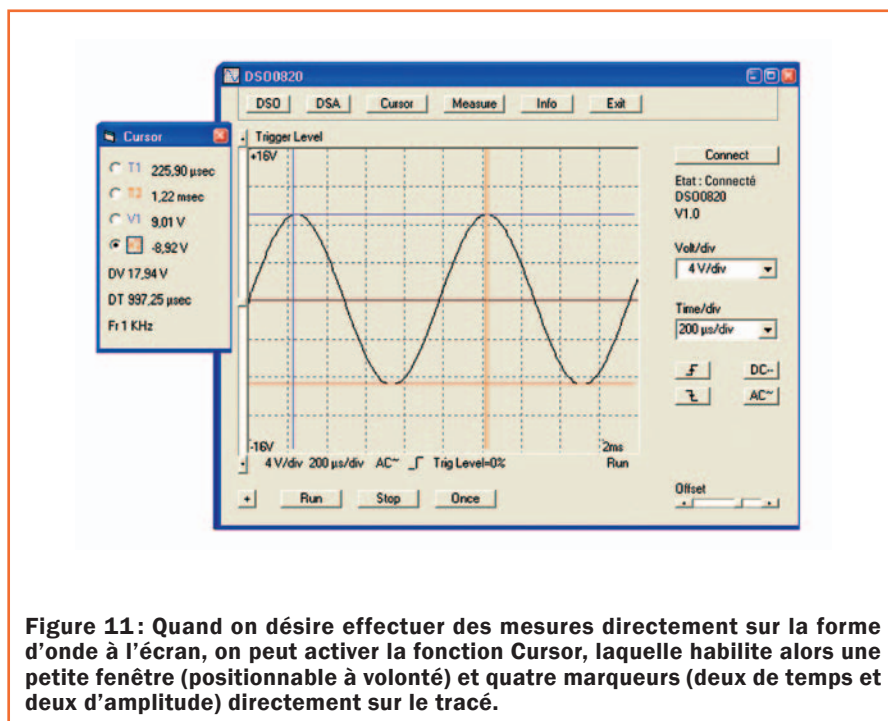 DSO0820
DSO DSA Cursor Measure Info Exit
Cursor
T1 225,90 µsec
T2 1,22 msec
V1 9,01 V
-8,92 V
DV 17,94 V
DT 997,25 µsec
Fr 1 KHz
Trigger Level
+16V
-16V
2ms
4 V/div 200 µs/div AC~ Trig Level=0% Run
+ Run Stop Once
Connect
Etat : Connecté
DSO0820
V1.0
Volt/div
4 V/div
Time/div
200 µs/div
DC--
AC~
Offset
Figure 11: Quand on désire effectuer des mesures directement sur la forme
d’onde à l’écran, on peut activer la fonction Cursor, laquelle habilite alors une
petite fenêtre (positionnable à volonté) et quatre marqueurs (deux de temps et
deux d’amplitude) directement sur le tracé.